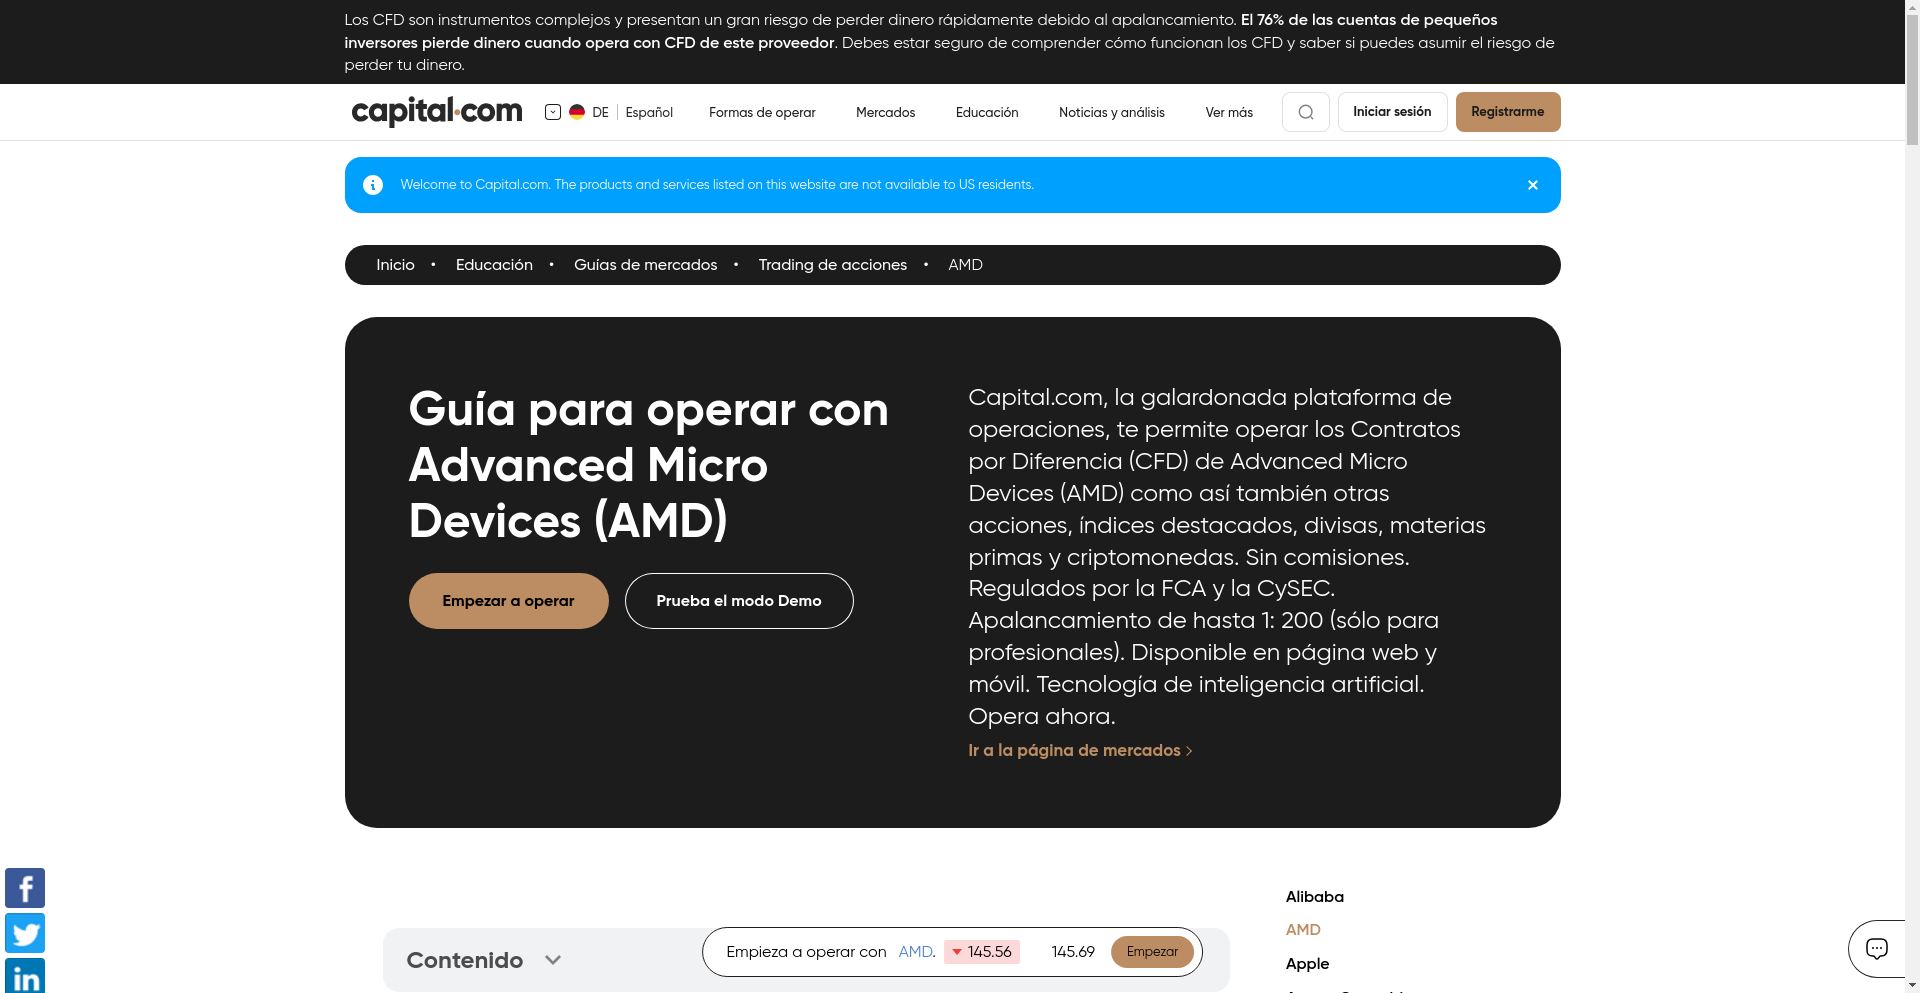 Los CFD son instrumentos complejos y presentan un gran riesgo de perder dinero rápidamente debido al apalancamiento. El 76% de las cuentas de pequeños
inversores pierde dinero cuando opera con CFD de este proveedor. Debes estar seguro de comprender cómo funcionan los CFD y saber si puedes asumir el riesgo de
perder tu dinero.
capital.com DE Español Formas de operar Mercados Educación Noticias y análisis Ver más Iniciar sesión Registrarme
Welcome to Capital.com. The products and services listed on this website are not available to US residents.
Inicio • Educación • Guías de mercados • Trading de acciones • AMD
Guía para operar con
Advanced Micro
Devices (AMD)
Empezar a operar Prueba el modo Demo
Capital.com, la galardonada plataforma de
operaciones, te permite operar los Contratos
por Diferencia (CFD) de Advanced Micro
Devices (AMD) como así también otras
acciones, índices destacados, divisas, materias
primas y criptomonedas. Sin comisiones.
Regulados por la FCA y la CySEC.
Apalancamiento de hasta 1: 200 (sólo para
profesionales). Disponible en página web y
móvil. Tecnología de inteligencia artificial.
Opera ahora.
Ir a la página de mercados
Contenido
Empieza a operar con AMD. 145.56 145.69 Empezar
Alibaba
AMD
Apple